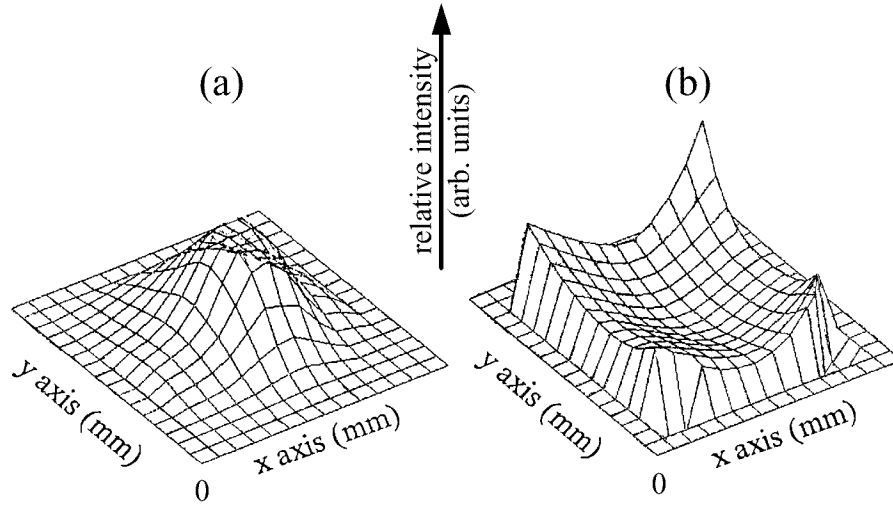 (a)
relative intensity
(arb. units)
(b)
y axis (mm)
x axis (mm)
0
y axis (mm)
x axis (mm)
0